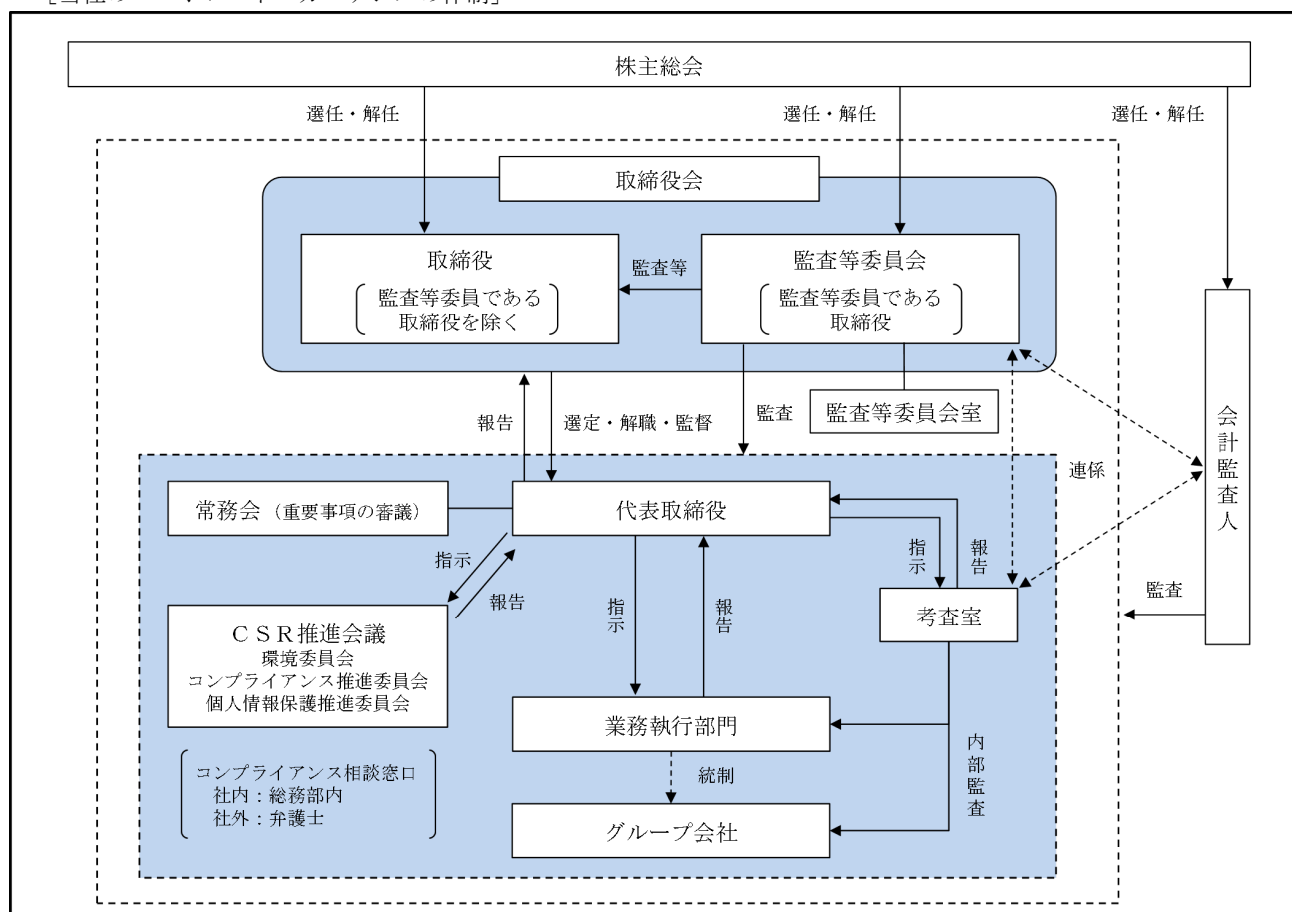 株主総会
選任・解任
選任・解任
選任・解任
取締役会
取締役
監査等委員である
取締役を除く
監査等
監査等委員会
監査等委員である
取締役
報告
選定・解職・監督
監査
監査等委員会室
会計監査人
連係
常務会（重要事項の審議）
代表取締役
指示
報告
指示
報告
指示
報告
考査室
監査
ＣＳＲ推進会議
環境委員会
コンプライアンス推進委員会
個人情報保護推進委員会
業務執行部門
内部監査
統制
コンプライアンス相談窓口
社内：総務部内
社外：弁護士
グループ会社